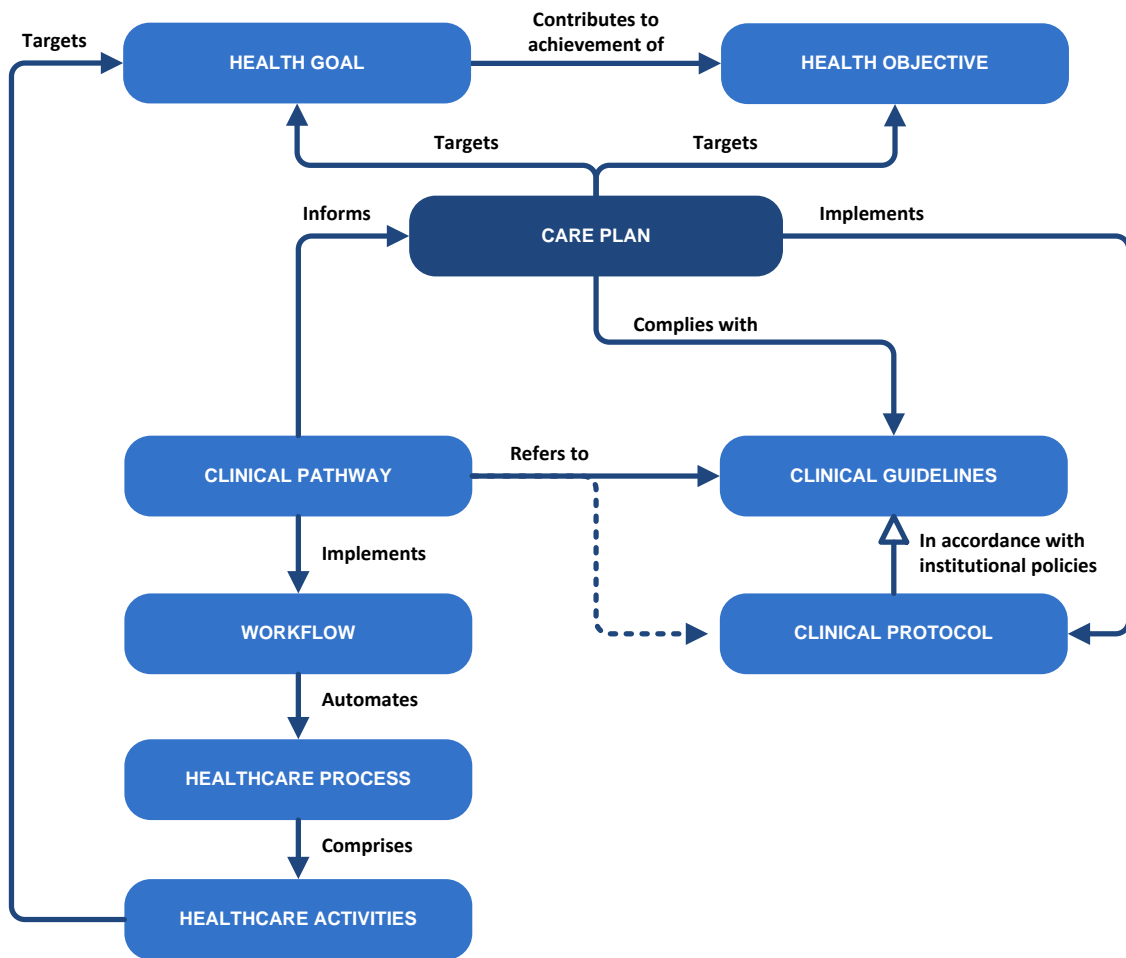 Targets
HEALTH GOAL
Contributes to
achievement of
HEALTH OBJECTIVE
Targets
Targets
Informs
CARE PLAN
Implements
Complies with
CLINICAL PATHWAY
Refers to
CLINICAL GUIDELINES
Implements
In accordance with
institutional policies
WORKFLOW
CLINICAL PROTOCOL
Automates
HEALTHCARE PROCESS
Comprises
HEALTHCARE ACTIVITIES